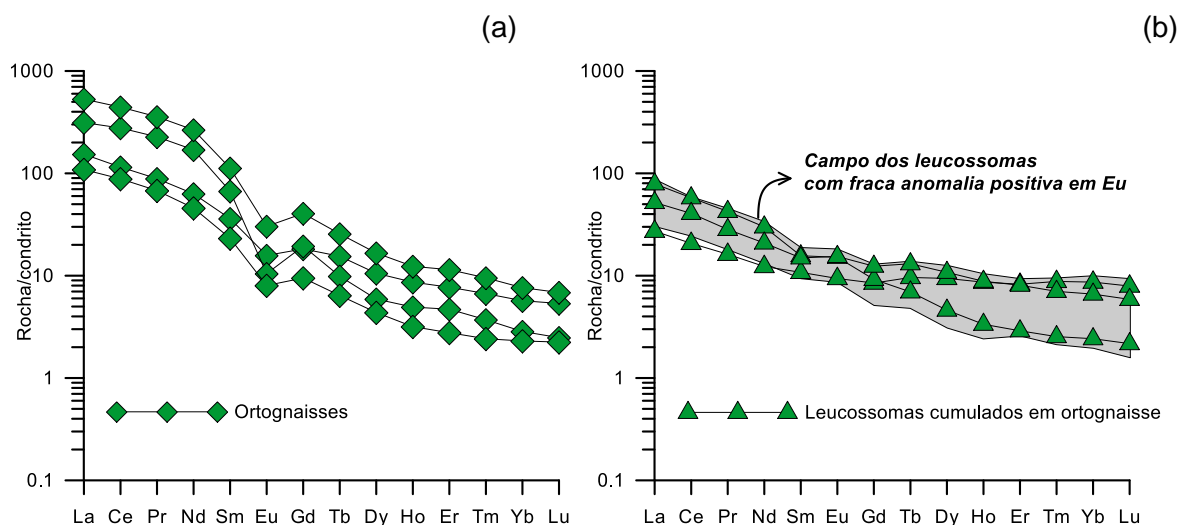 (a)
(b)
1000
100
10
1
0.1
Rocha/condrito
Ortognaisses
La Ce Pr Nd Sm Eu Gd Tb Dy Ho Er Tm Yb Lu
1000
100
10
1
0.1
Rocha/condrito
Campo dos leucossomas
com fraca anomalia positiva em Eu
Leucossomas cumulados em ortognaisse
La Ce Pr Nd Sm Eu Gd Tb Dy Ho Er Tm Yb Lu